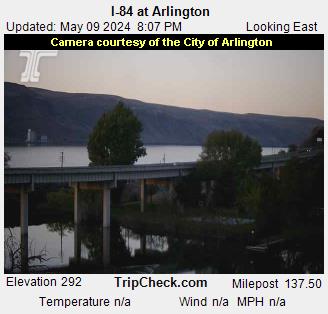 I-84 at Arlington
Updated: May 09 2024 8:07 PM Looking East
Camera courtesy of the City of Arlington
Elevation 292 TripCheck.com Milepost 137.50
Temperature n/a Wind n/a MPH n/a